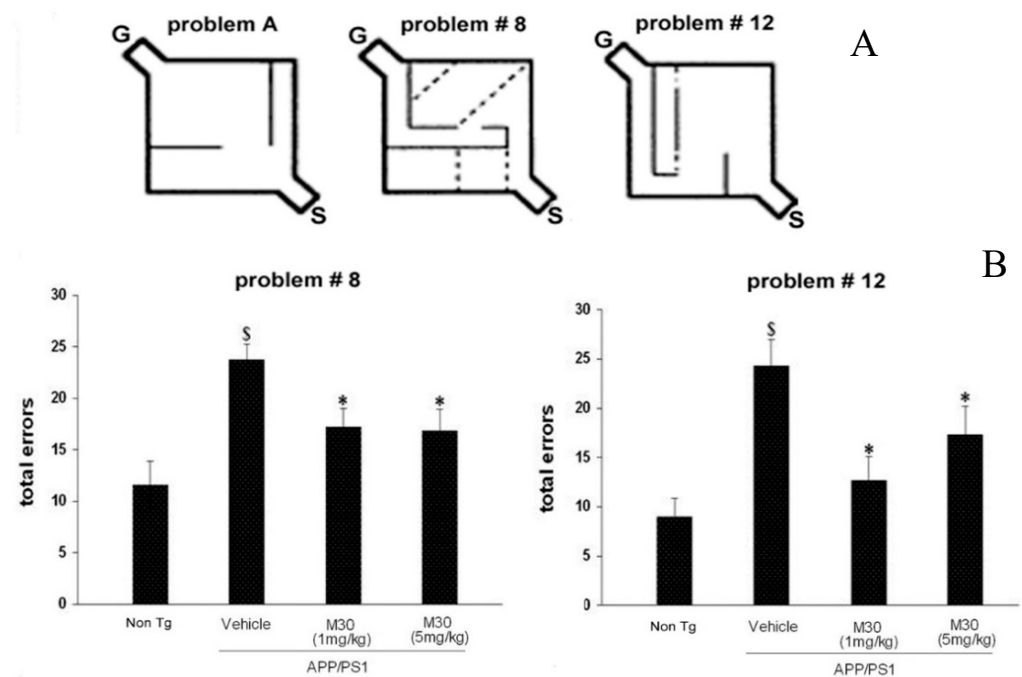 problem A problem # 8 problem # 12 A
G G G
S S S
B
problem # 8
total errors
30
25
20
15
10
5
0
$
*
*
Non Tg Vehicle M30 M30
(1mg/kg) (5mg/kg)
APP/PS1
problem # 12
total errors
30
25
20
15
10
5
0
$
*
*
Non Tg Vehicle M30 M30
(1mg/kg) (5mg/kg)
APP/PS1